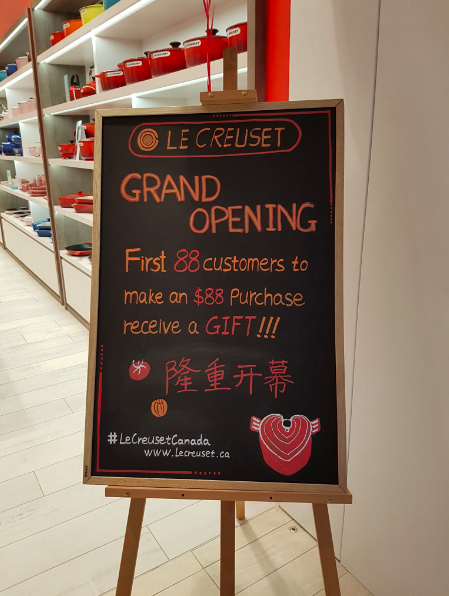 LE CREUSET
GRAND
OPENING
First 88 customers to
make an $88 Purchase
receive a GIFT!!!
隆重开幕
#LeCreusetCanada
www.lecreuset.ca